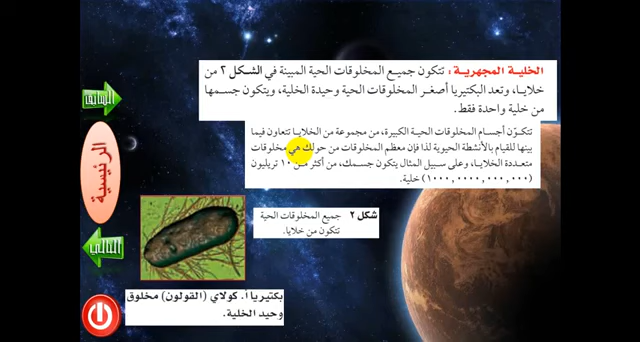 الخلية المجهرية: تتكون جميع المخلوقات الحية المبينة في الشكل ٢ من
خلايا، وتعد البكتيريا أصغر المخلوقات الحية وحيدة الخلية، ويتكون جسمها
من خلية واحدة فقط.
تتكون أجسام المخلوقات الحية الكبيرة، من مجموعة من الخلايا تتعاون فيما
بينها للقيام بالأنشطة الحيوية لذا فإن معظم المخلوقات من حولك هي مخلوقات
متعددة الخلايا، وعلى سبيل المثال يتكون جسمك، من أكثر من ١٠ تريليون
(١٠٠٠،٠٠٠٠،٠٠٠،٠٠٠) خلية.
السابق
الرئيسية
التالي
شكل ٢ جميع المخلوقات الحية
تتكون من خلايا.
بكتيريا أ. كولاي (القولون) مخلوق
وحيد الخلية.